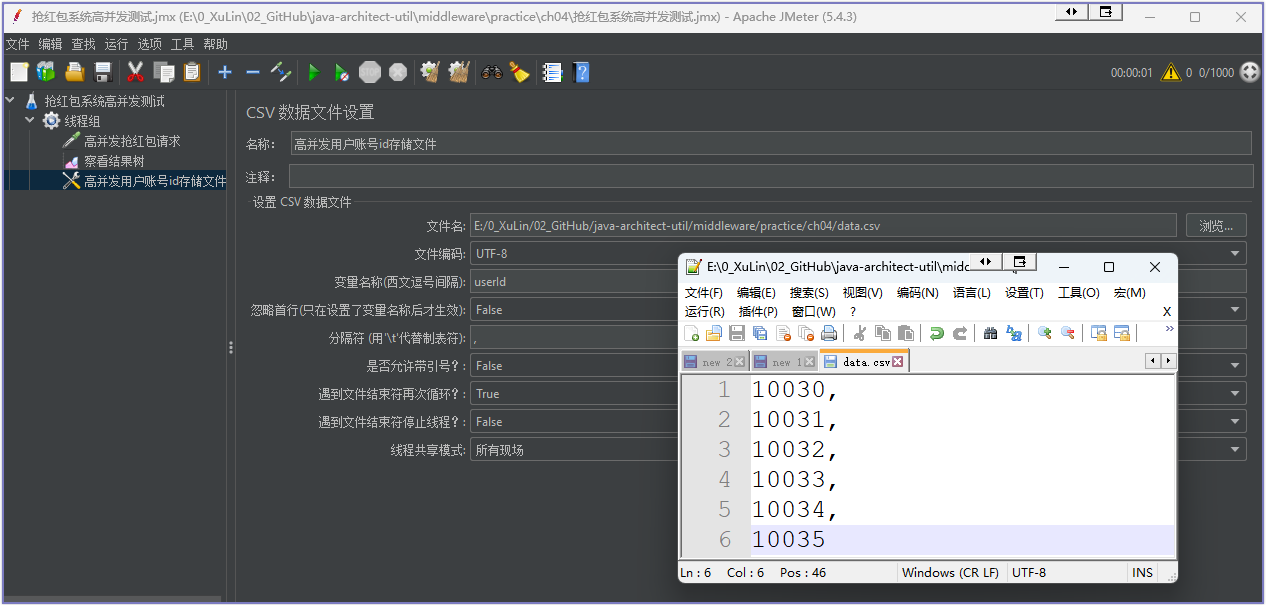 抢红包系统高并发测试.jmx (E:\0_XuLin\02_GitHub\java-architect-util\middleware\practice\ch04\抢红包系统高并发测试.jmx) - Apache JMeter (5.4.3)
文件 编辑 查找 运行 选项 工具 帮助
STOP
00:00:01 0 0/1000
抢红包系统高并发测试
线程组
高并发抢红包请求
察看结果树
高并发用户账号id存储文件
CSV 数据文件设置
名称: 高并发用户账号id存储文件
注释:
设置 CSV 数据文件
文件名: E:/0_XuLin/02_GitHub/java-architect-util/middleware/practice/ch04/data.csv 浏览...
文件编码: UTF-8
变量名称(西文逗号间隔): userId
忽略首行(只在设置了变量名称后才生效): False
分隔符 (用'\t'代替制表符): ,
是否允许带引号?: False
遇到文件结束符再次循环?: True
遇到文件结束符停止线程?: False
线程共享模式: 所有现场
E:\0_XuLin\02_GitHub\java-architect-util\midd
文件(F) 编辑(E) 搜索(S) 视图(V) 编码(N) 语言(L) 设置(T) 工具(O) 宏(M)
运行(R) 插件(P) 窗口(W) ? X
new 2 new 1 data.csv
1 10030,
2 10031,
3 10032,
4 10033,
5 10034,
6 10035
Ln : 6 Col : 6 Pos : 46 Windows (CR LF) UTF-8 INS